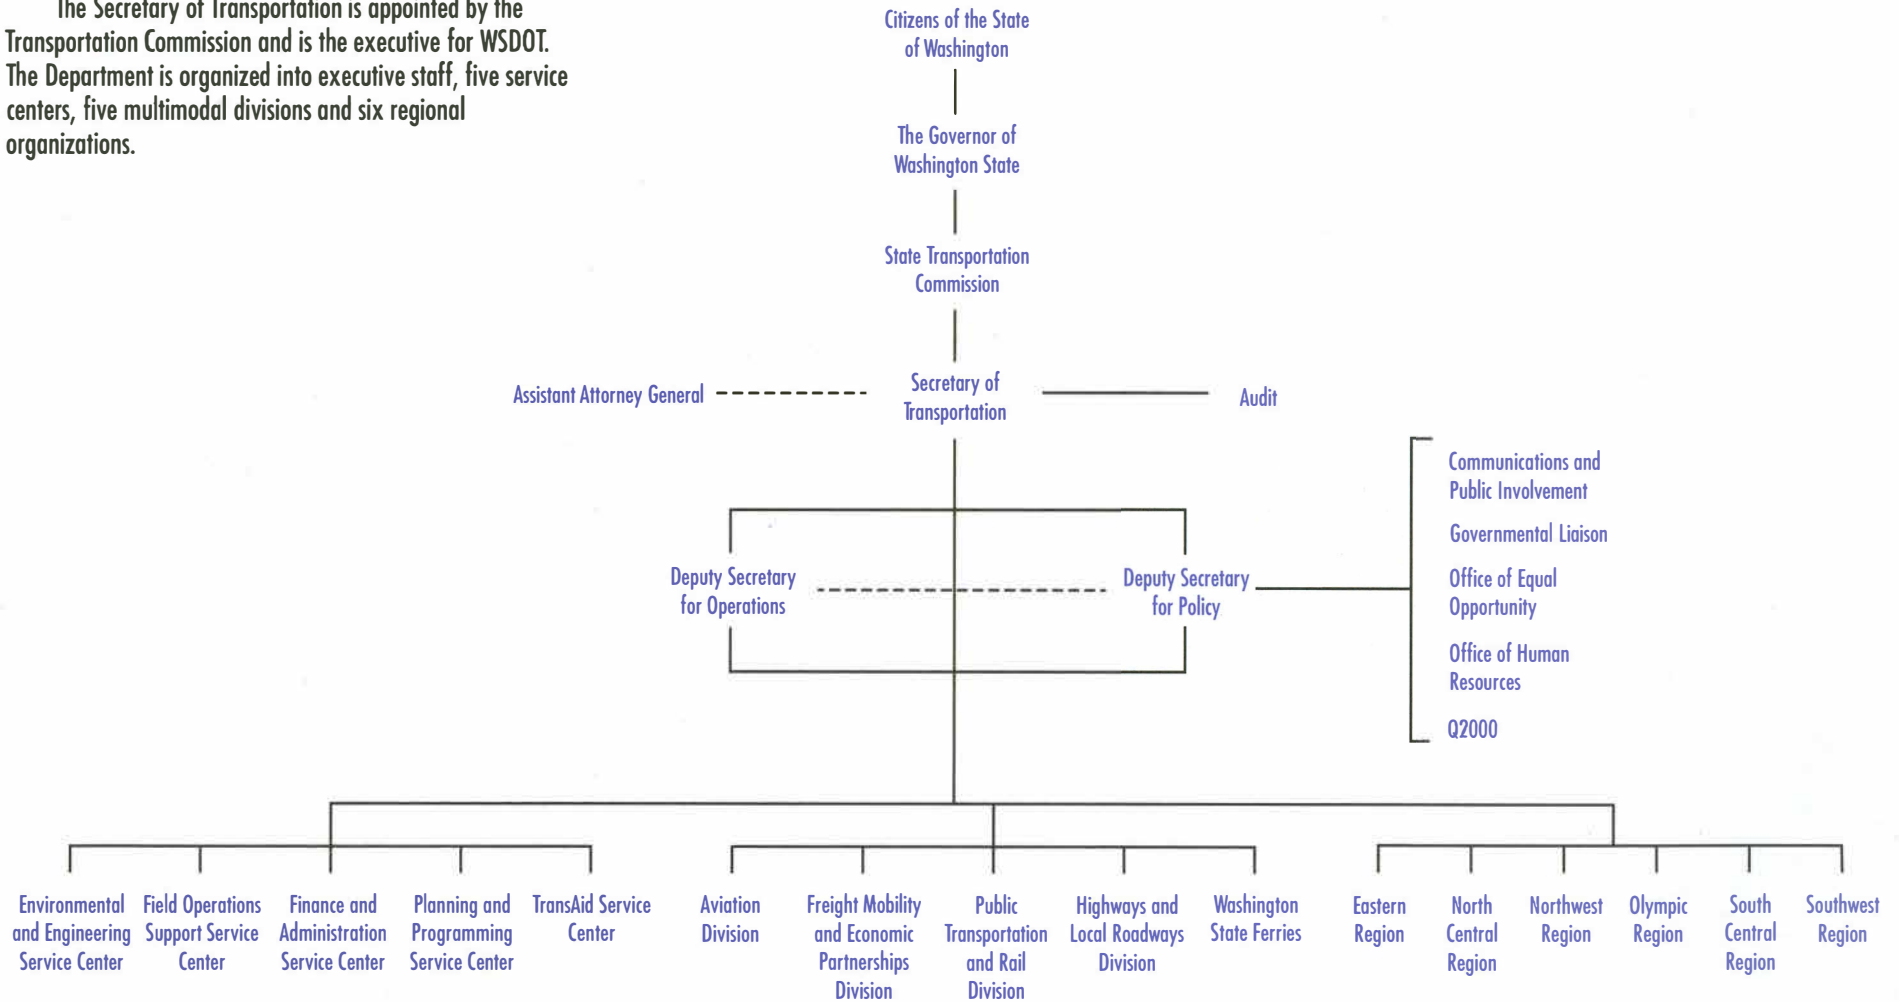 The Secretary of Transportation is appointed by the
Transportation Commission and is the executive for WSDOT.
The Department is organized into executive staff, five service
centers, five multimodal divisions and six regional
organizations.
Citizens of the State
of Washington
The Governor of
Washington State
State Transportation
Commission
Assistant Attorney General
Secretary of
Transportation
Audit
Deputy Secretary
for Operations
Deputy Secretary
for Policy
Communications and
Public Involvement
Governmental Liaison
Office of Equal
Opportunity
Office of Human
Resources
Q2000
Environmental
and Engineering
Service Center
Field Operations
Support Service
Center
Finance and
Administration
Service Center
Planning and
Programming
Service Center
TransAid Service
Center
Aviation
Division
Freight Mobility
and Economic
Partnerships
Division
Public
Transportation
and Rail
Division
Highways and
Local Roadways
Division
Washington
State Ferries
Eastern
Region
North
Central
Region
Northwest
Region
Olympic
Region
South
Central
Region
Southwest
Region